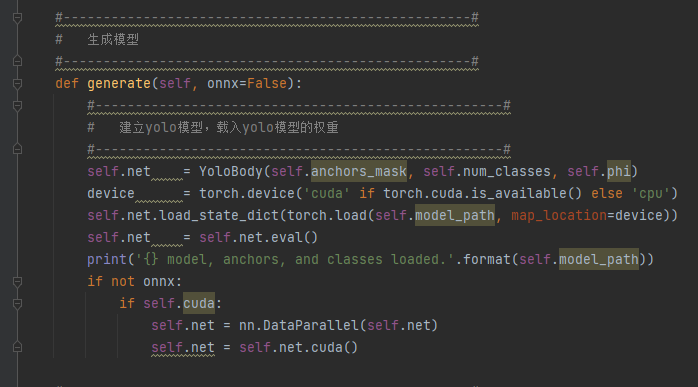 #---------------------------------------------------#
#   生成模型
#---------------------------------------------------#
def generate(self, onnx=False):
    #---------------------------------------------------#
    #   建立yolo模型，载入yolo模型的权重
    #---------------------------------------------------#
    self.net    = YoloBody(self.anchors_mask, self.num_classes, self.phi)
    device      = torch.device('cuda' if torch.cuda.is_available() else 'cpu')
    self.net.load_state_dict(torch.load(self.model_path, map_location=device))
    self.net    = self.net.eval()
    print('{} model, anchors, and classes loaded.'.format(self.model_path))
    if not onnx:
        if self.cuda:
            self.net = nn.DataParallel(self.net)
            self.net = self.net.cuda()